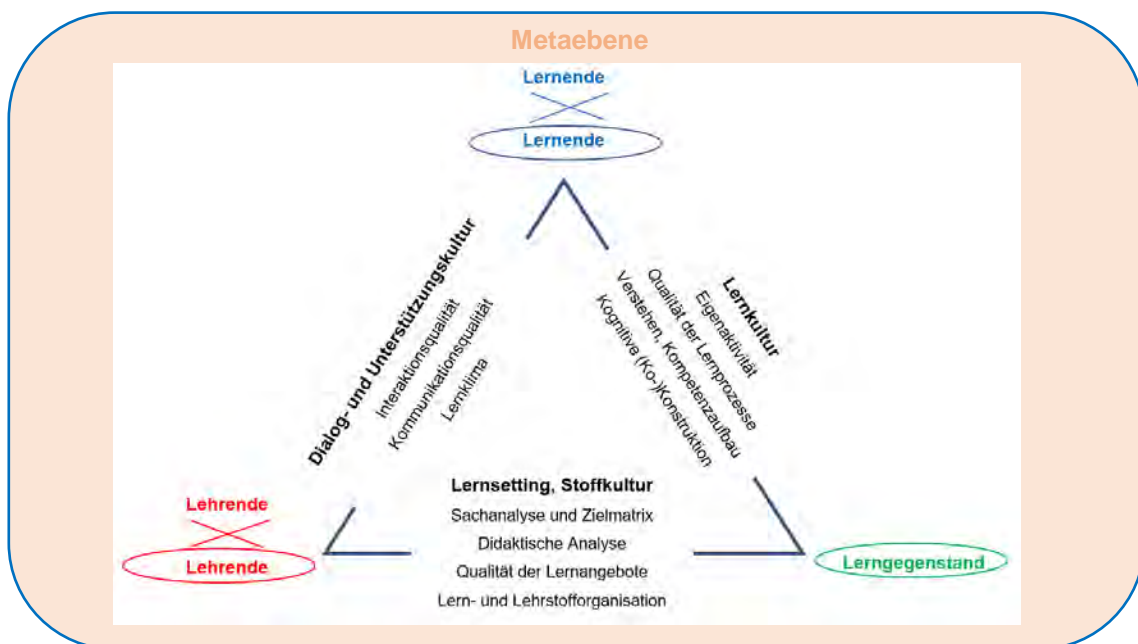 Metaebene
Lernende
Lernende
Dialog- und Unterstützungskultur
Interaktionsqualität
Kommunikationsqualität
Lernklima
Lernkultur
Eigenaktivität
Qualität der Lernprozesse
Verstehen, Kompetenzaufbau
Kognitive (Ko-)Konstruktion
Lernsetting, Stoffkultur
Sachanalyse und Zielmatrix
Didaktische Analyse
Qualität der Lernangebote
Lern- und Lehrstofforganisation
Lehrende
Lehrende
Lerngegenstand